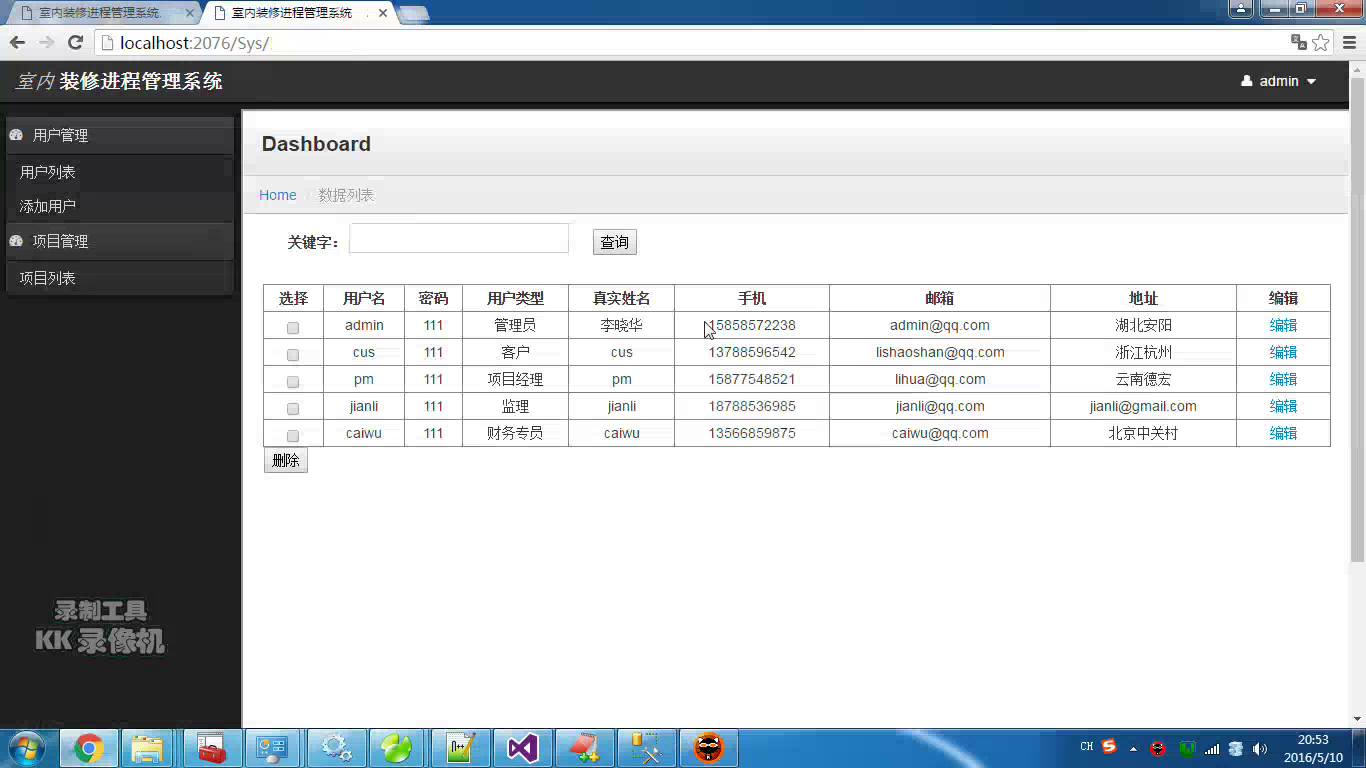 室内装修进程管理系统
室内装修进程管理系统
localhost:2076/Sys/
室内 装修进程管理系统
admin
用户管理
用户列表
添加用户
项目管理
项目列表
Dashboard
Home / 数据列表
关键字: 查询
选择 用户名 密码 用户类型 真实姓名 手机 邮箱 地址 编辑
admin 111 管理员 李晓华 15858572238 admin@qq.com 湖北安阳 编辑
cus 111 客户 cus 13788596542 lishaoshan@qq.com 浙江杭州 编辑
pm 111 项目经理 pm 15877548521 lihua@qq.com 云南德宏 编辑
jianli 111 监理 jianli 18788536985 jianli@qq.com jianli@gmail.com 编辑
caiwu 111 财务专员 caiwu 13566859875 caiwu@qq.com 北京中关村 编辑
删除
录制工具
KK 录像机
CH
20:53
2016/5/10